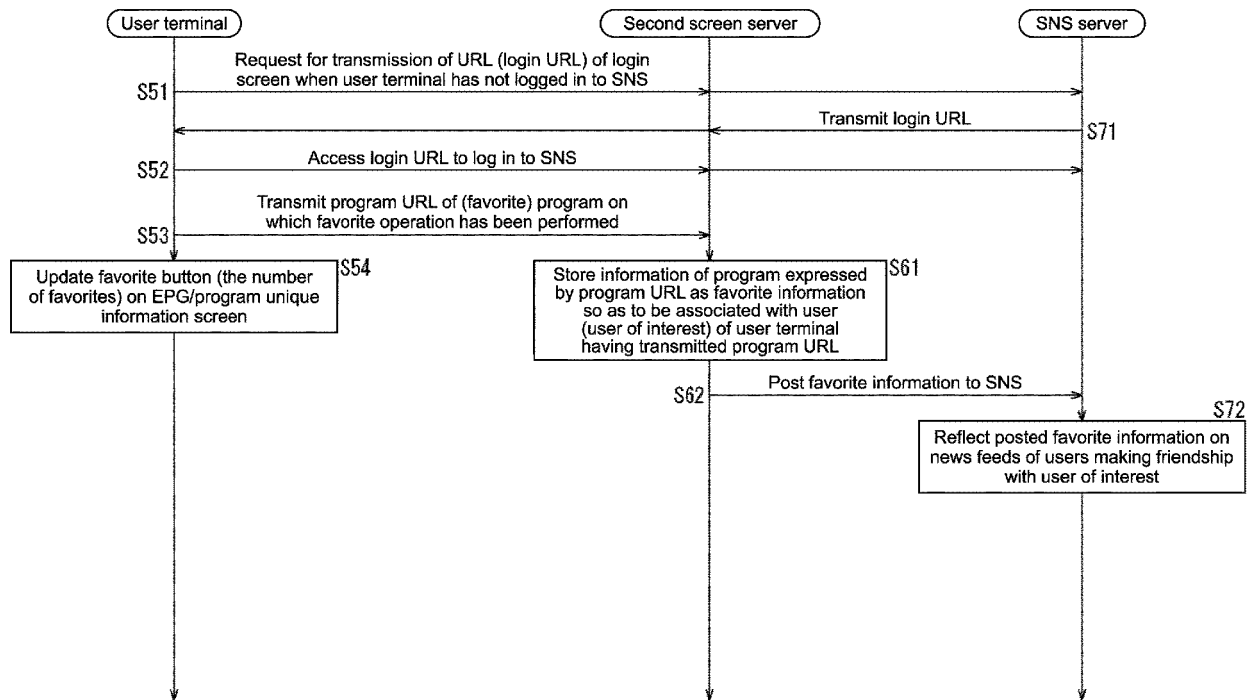 User terminal
Second screen server
SNS server
Request for transmission of URL (login URL) of login
screen when user terminal has not logged in to SNS
S51
Transmit login URL
S71
Access login URL to log in to SNS
S52
Transmit program URL of (favorite) program on
which favorite operation has been performed
S53
S54
Update favorite button (the number
of favorites) on EPG/program unique
information screen
S61
Store information of program expressed
by program URL as favorite information
so as to be associated with user
(user of interest) of user terminal
having transmitted program URL
Post favorite information to SNS
S62
S72
Reflect posted favorite information on
news feeds of users making friendship
with user of interest